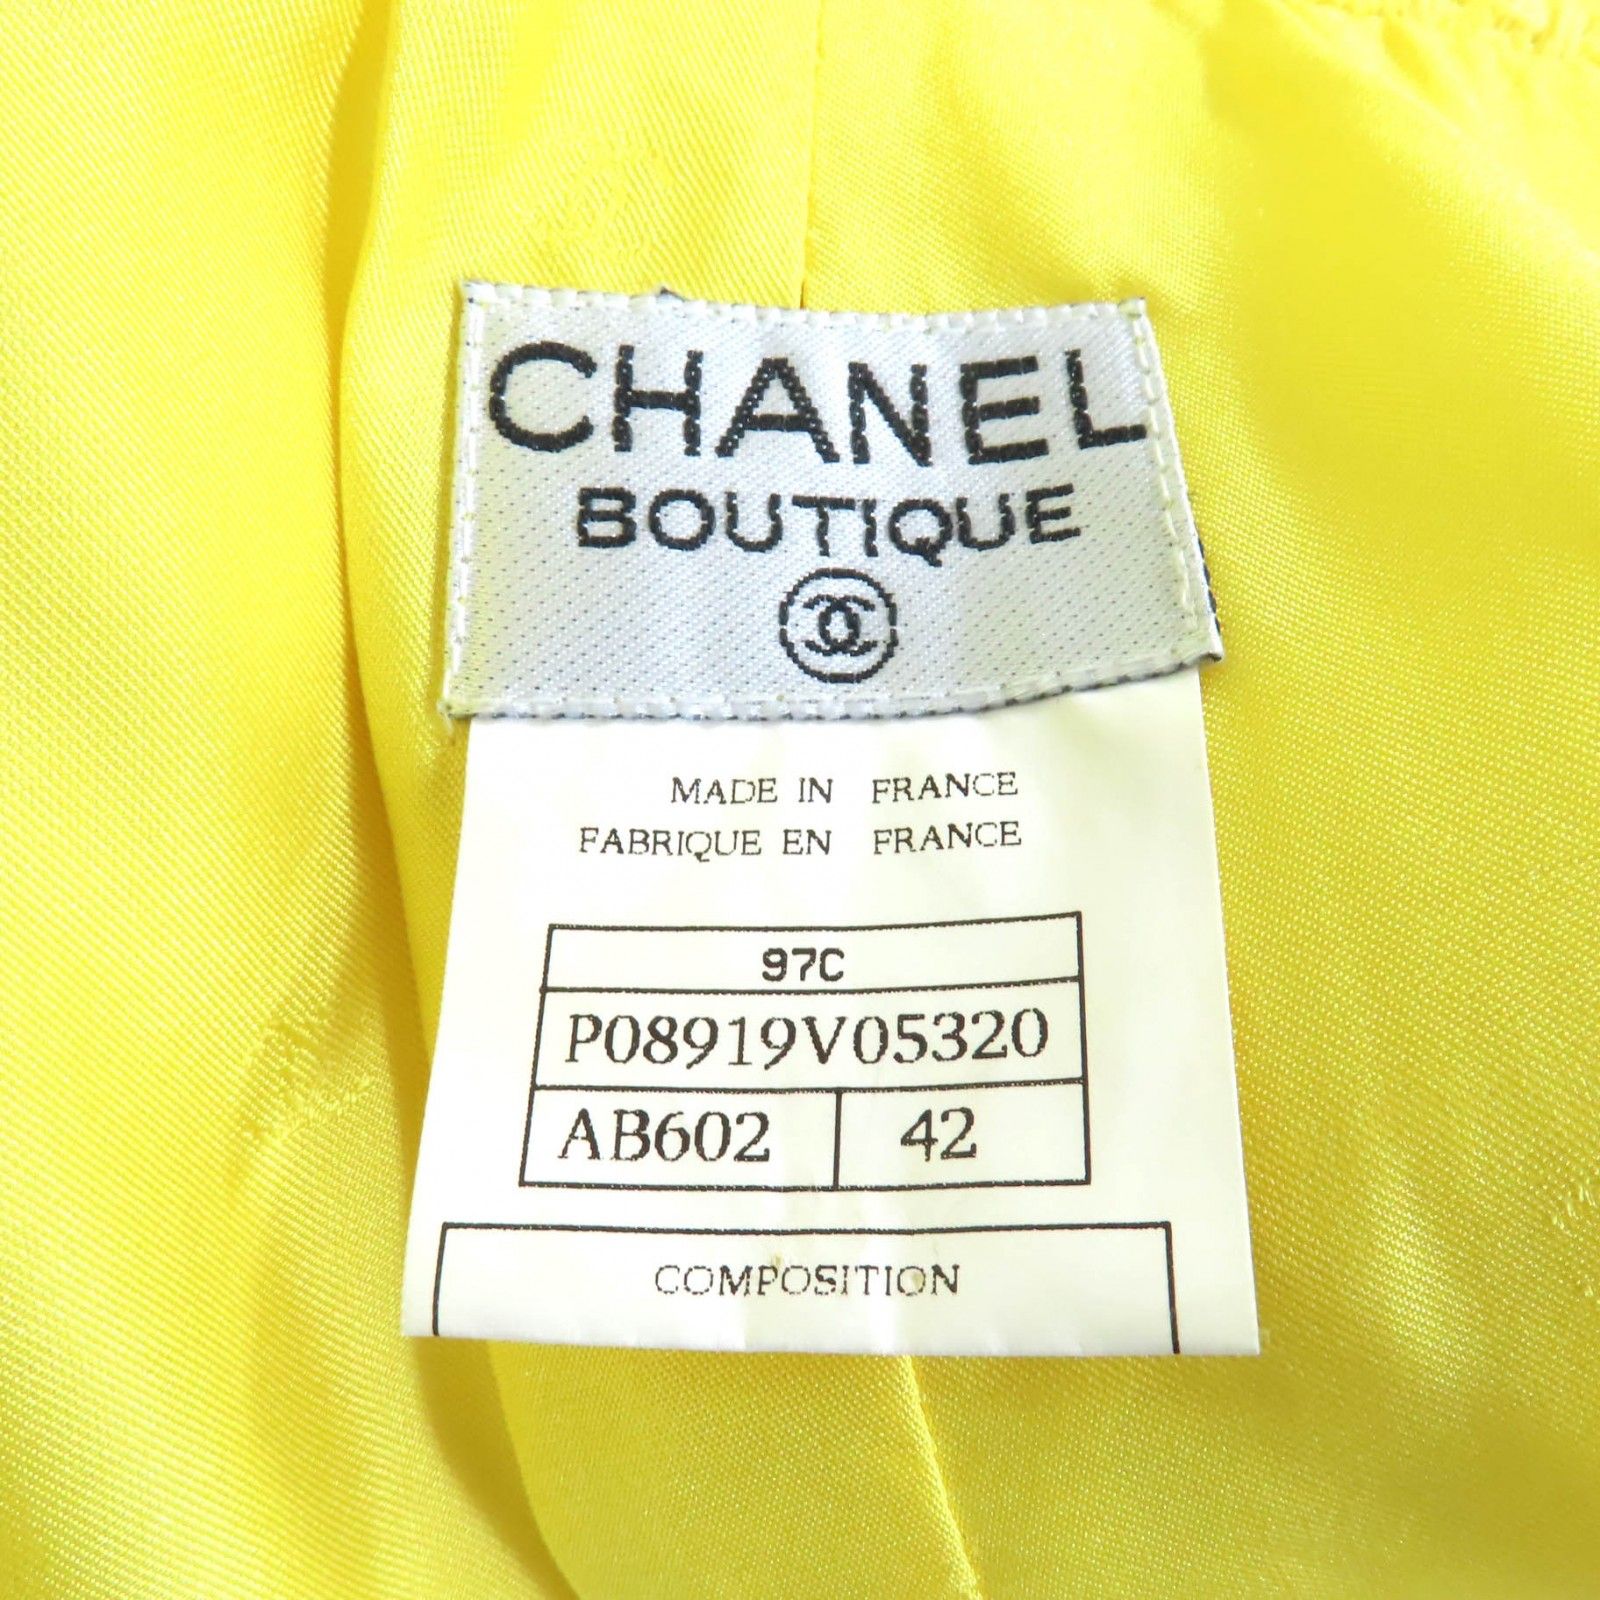 CHANEL
BOUTIQUE
MADE IN FRANCE
FABRIQUE EN FRANCE
97C
P08919V05320
AB602 42
COMPOSITION